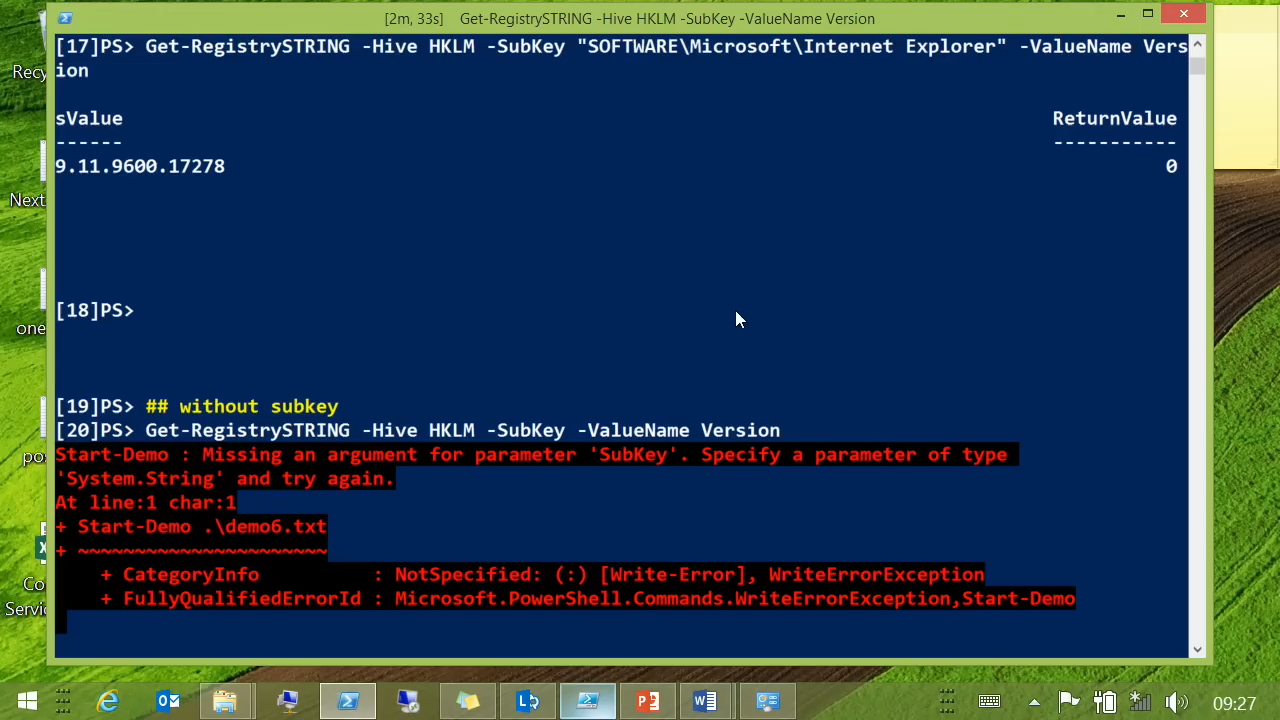 [2m, 33s]    Get-RegistrySTRING -Hive HKLM -SubKey -ValueName Version
[17]PS> Get-RegistrySTRING -Hive HKLM -SubKey "SOFTWARE\Microsoft\Internet Explorer" -ValueName Vers
ion
sValue ReturnValue
------ -----------
9.11.9600.17278 0
[18]PS>
[19]PS> ## without subkey
[20]PS> Get-RegistrySTRING -Hive HKLM -SubKey -ValueName Version
Start-Demo : Missing an argument for parameter 'SubKey'. Specify a parameter of type
'System.String' and try again.
At line:1 char:1
+ Start-Demo .\demo6.txt
+ ~~~~~~~~~~~~~~~~~~~~~~
+ CategoryInfo : NotSpecified: (:) [Write-Error], WriteErrorException
+ FullyQualifiedErrorId : Microsoft.PowerShell.Commands.WriteErrorException,Start-Demo
Recy
Next
one
pos
Co
Servic
09:27